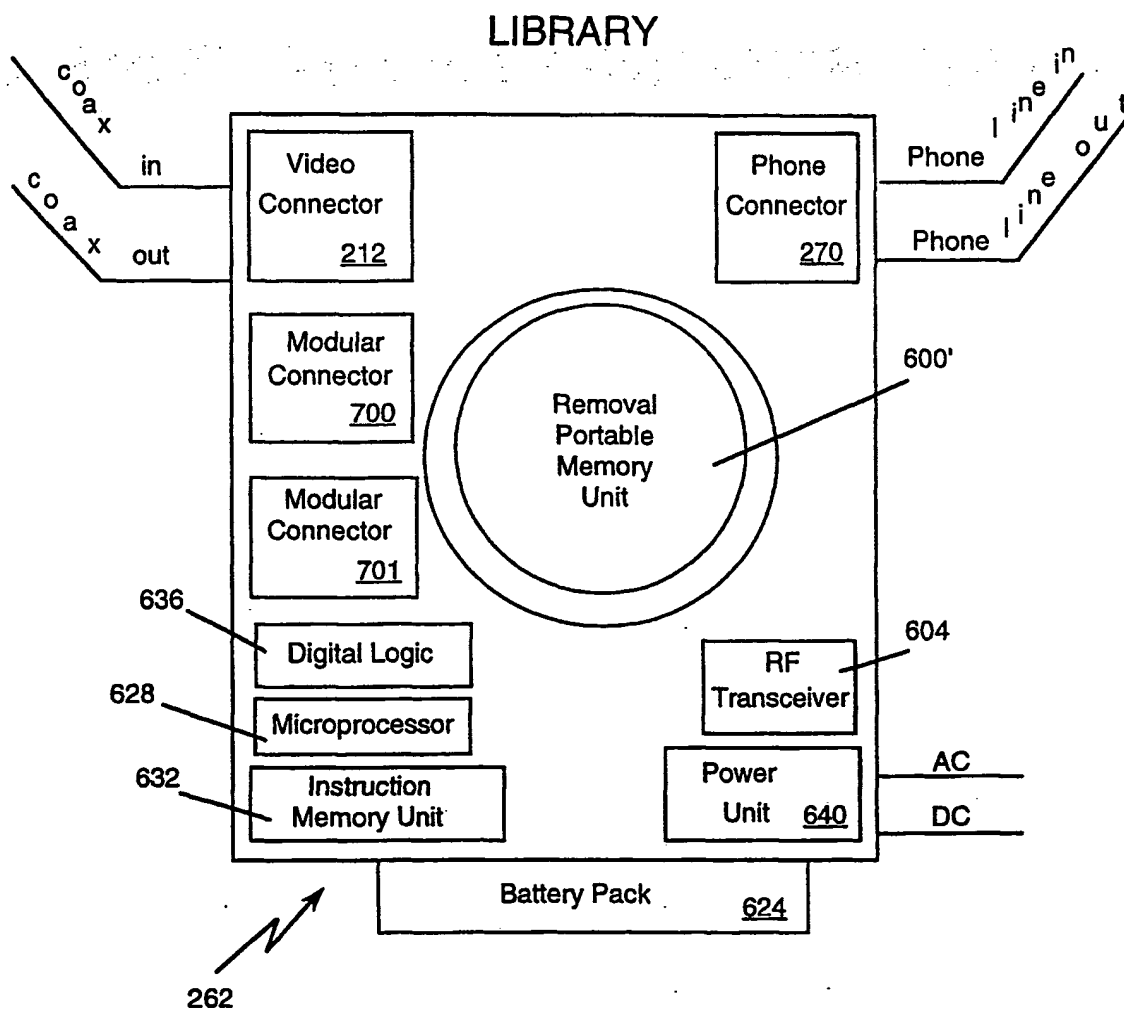 LIBRARY
coax in
coax out
Video
Connector
212
Phone
Connector
270
Phone line in
Phone line out
Modular
Connector
700
Modular
Connector
701
Removal
Portable
Memory
Unit
600'
636
Digital Logic
628
Microprocessor
632
Instruction
Memory Unit
RF
Transceiver
604
Power
Unit
640
AC
DC
Battery Pack
624
262